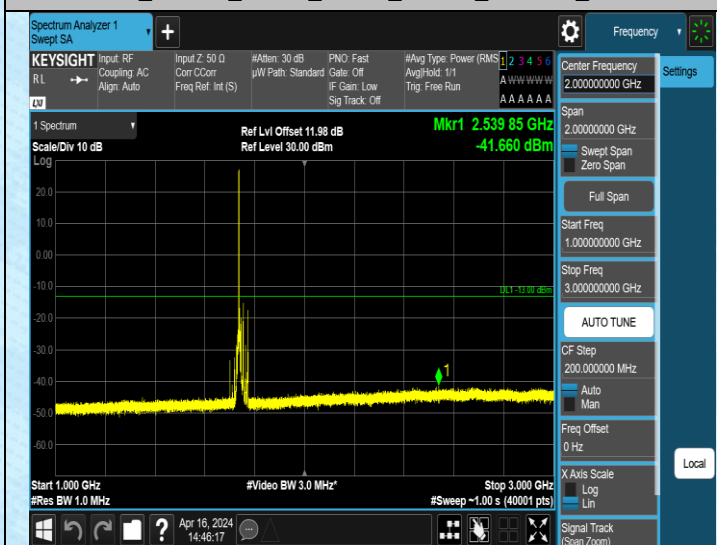 Spectrum Analyzer 1
Swept SA
Frequency
KEYSIGHT
RL
LXI
Input: RF
Coupling: AC
Align: Auto
Input Z: 50 Ω
Corr CCorr
Freq Ref: Int (S)
#Atten: 30 dB
µW Path: Standard
PNO: Fast
Gate: Off
IF Gain: Low
Sig Track: Off
#Avg Type: Power (RMS
Avg|Hold: 1/1
Trig: Free Run
1 2 3 4 5 6
A W W W W W
A A A A A A
Center Frequency
2.000000000 GHz
Settings
Span
2.00000000 GHz
Swept Span
Zero Span
Full Span
Start Freq
1.000000000 GHz
Stop Freq
3.000000000 GHz
AUTO TUNE
CF Step
200.000000 MHz
Auto
Man
Freq Offset
0 Hz
X Axis Scale
Log
Lin
Signal Track
(Span Zoom)
Local
1 Spectrum
Scale/Div 10 dB
Log
Ref Lvl Offset 11.98 dB
Ref Level 30.00 dBm
Mkr1 2.539 85 GHz
-41.660 dBm
20.0
10.0
0.00
-10.0
DL1 -13.00 dBm
-20.0
-30.0
-40.0
1
-50.0
-60.0
Start 1.000 GHz
#Res BW 1.0 MHz
#Video BW 3.0 MHz*
Stop 3.000 GHz
#Sweep ~1.00 s (40001 pts)
?
Apr 16, 2024
14:46:17